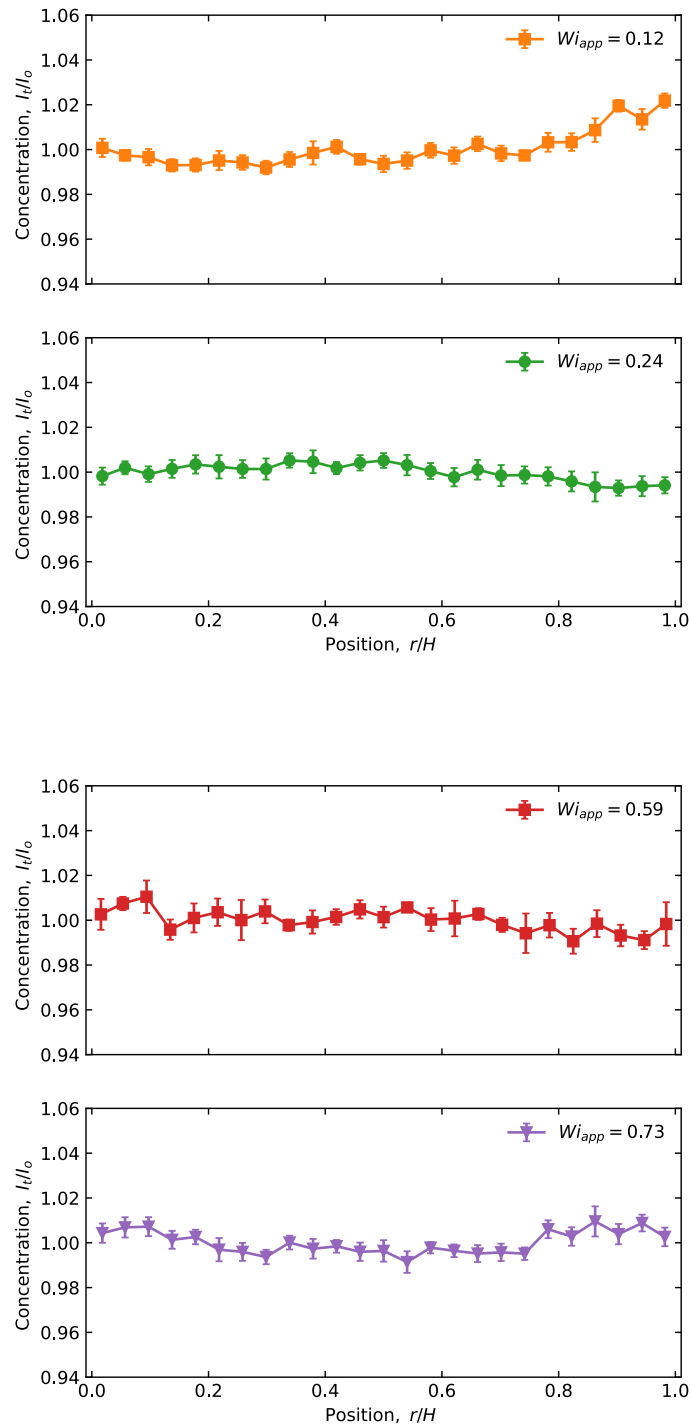 1.06
1.04
1.02
1.00
0.98
0.96
0.94
Concentration, I_t/I_o
Wi_app = 0.12
1.06
1.04
1.02
1.00
0.98
0.96
0.94
Concentration, I_t/I_o
Wi_app = 0.24
0.0 0.2 0.4 0.6 0.8 1.0
Position, r/H
1.06
1.04
1.02
1.00
0.98
0.96
0.94
Concentration, I_t/I_o
Wi_app = 0.59
1.06
1.04
1.02
1.00
0.98
0.96
0.94
Concentration, I_t/I_o
Wi_app = 0.73
0.0 0.2 0.4 0.6 0.8 1.0
Position, r/H